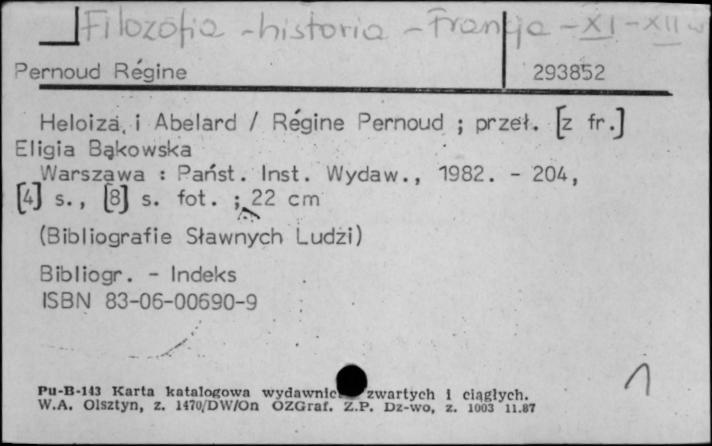 Filozofia - historia - Francja - XI - XII w
Pernoud Régine 293852
Heloiza i Abelard / Régine Pernoud ; przeł. [z fr.]
Eligia Bąkowska
Warszawa : Państ. Inst. Wydaw., 1982. - 204,
[4] s., [8] s. fot. ; 22 cm
(Bibliografie Sławnych Ludzi)
Bibliogr. - Indeks
ISBN 83-06-00690-9
1
Pu-B-143 Karta katalogowa zwartych i ciągłych.
W.A. Olsztyn, z. 1470/DW/On OZGraf. Z.P. Dz-wo, z. 1003 11.87